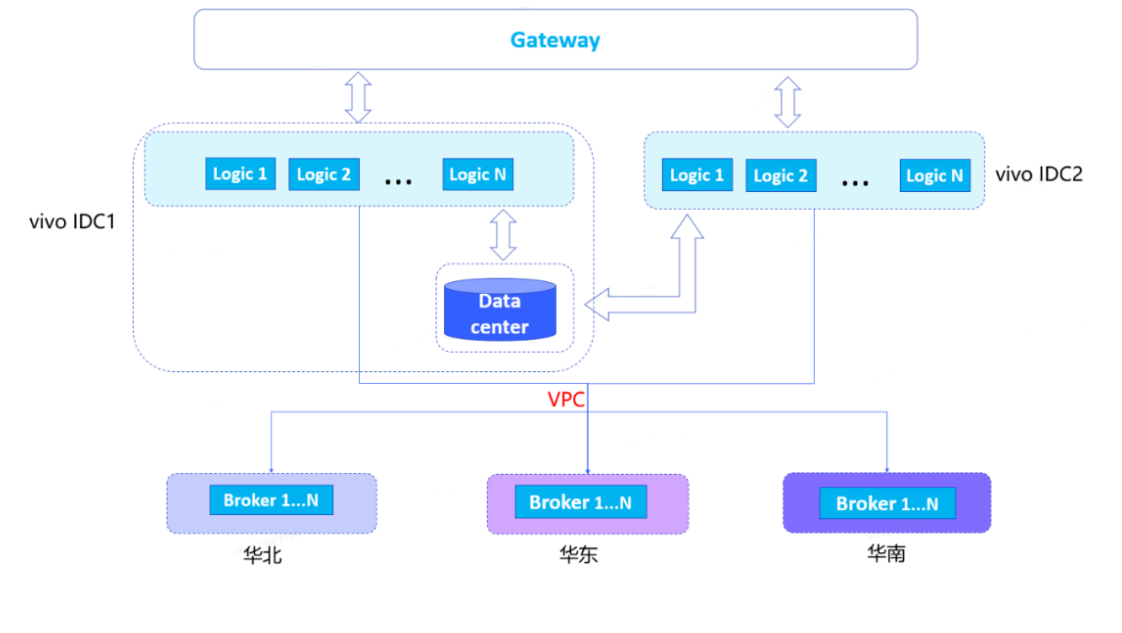 Gateway
Logic 1
Logic 2
...
Logic N
Logic 1
Logic 2
...
Logic N
vivo IDC2
vivo IDC1
Data
center
VPC
Broker 1...N
Broker 1...N
Broker 1...N
华北
华东
华南